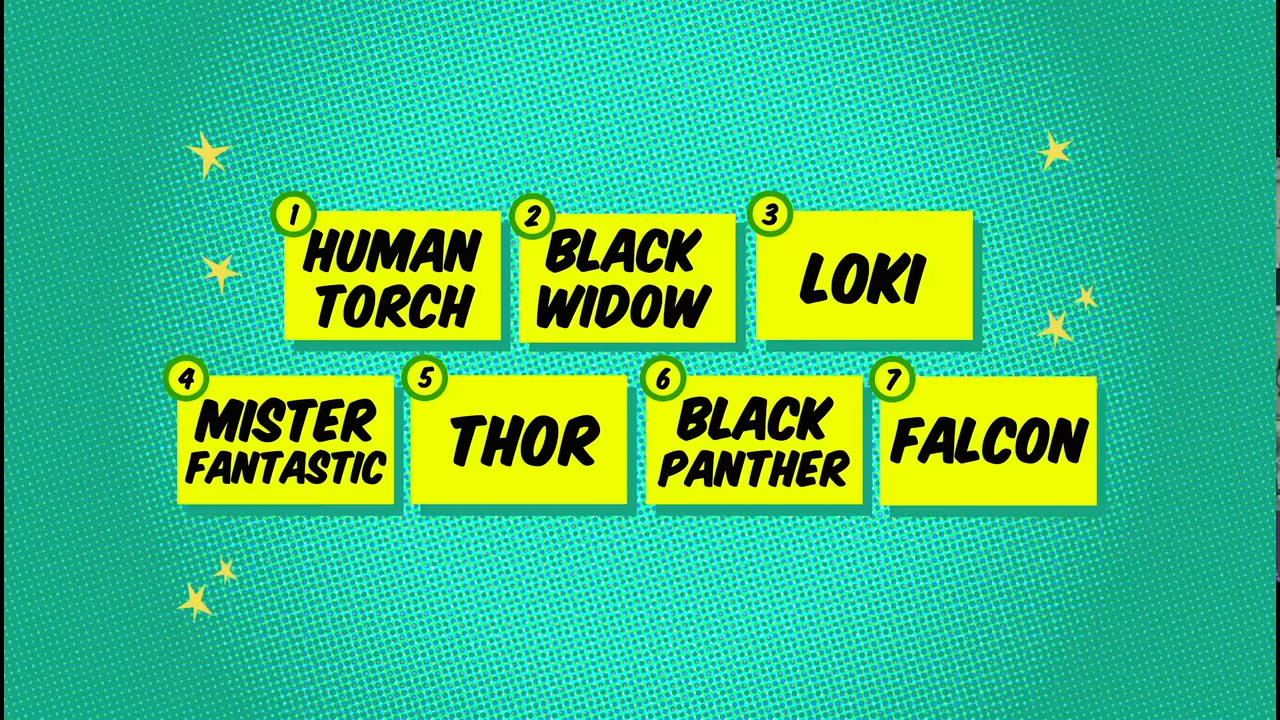 1
HUMAN
TORCH
2
BLACK
WIDOW
3
LOKI
4
MISTER
FANTASTIC
5
THOR
6
BLACK
PANTHER
7
FALCON